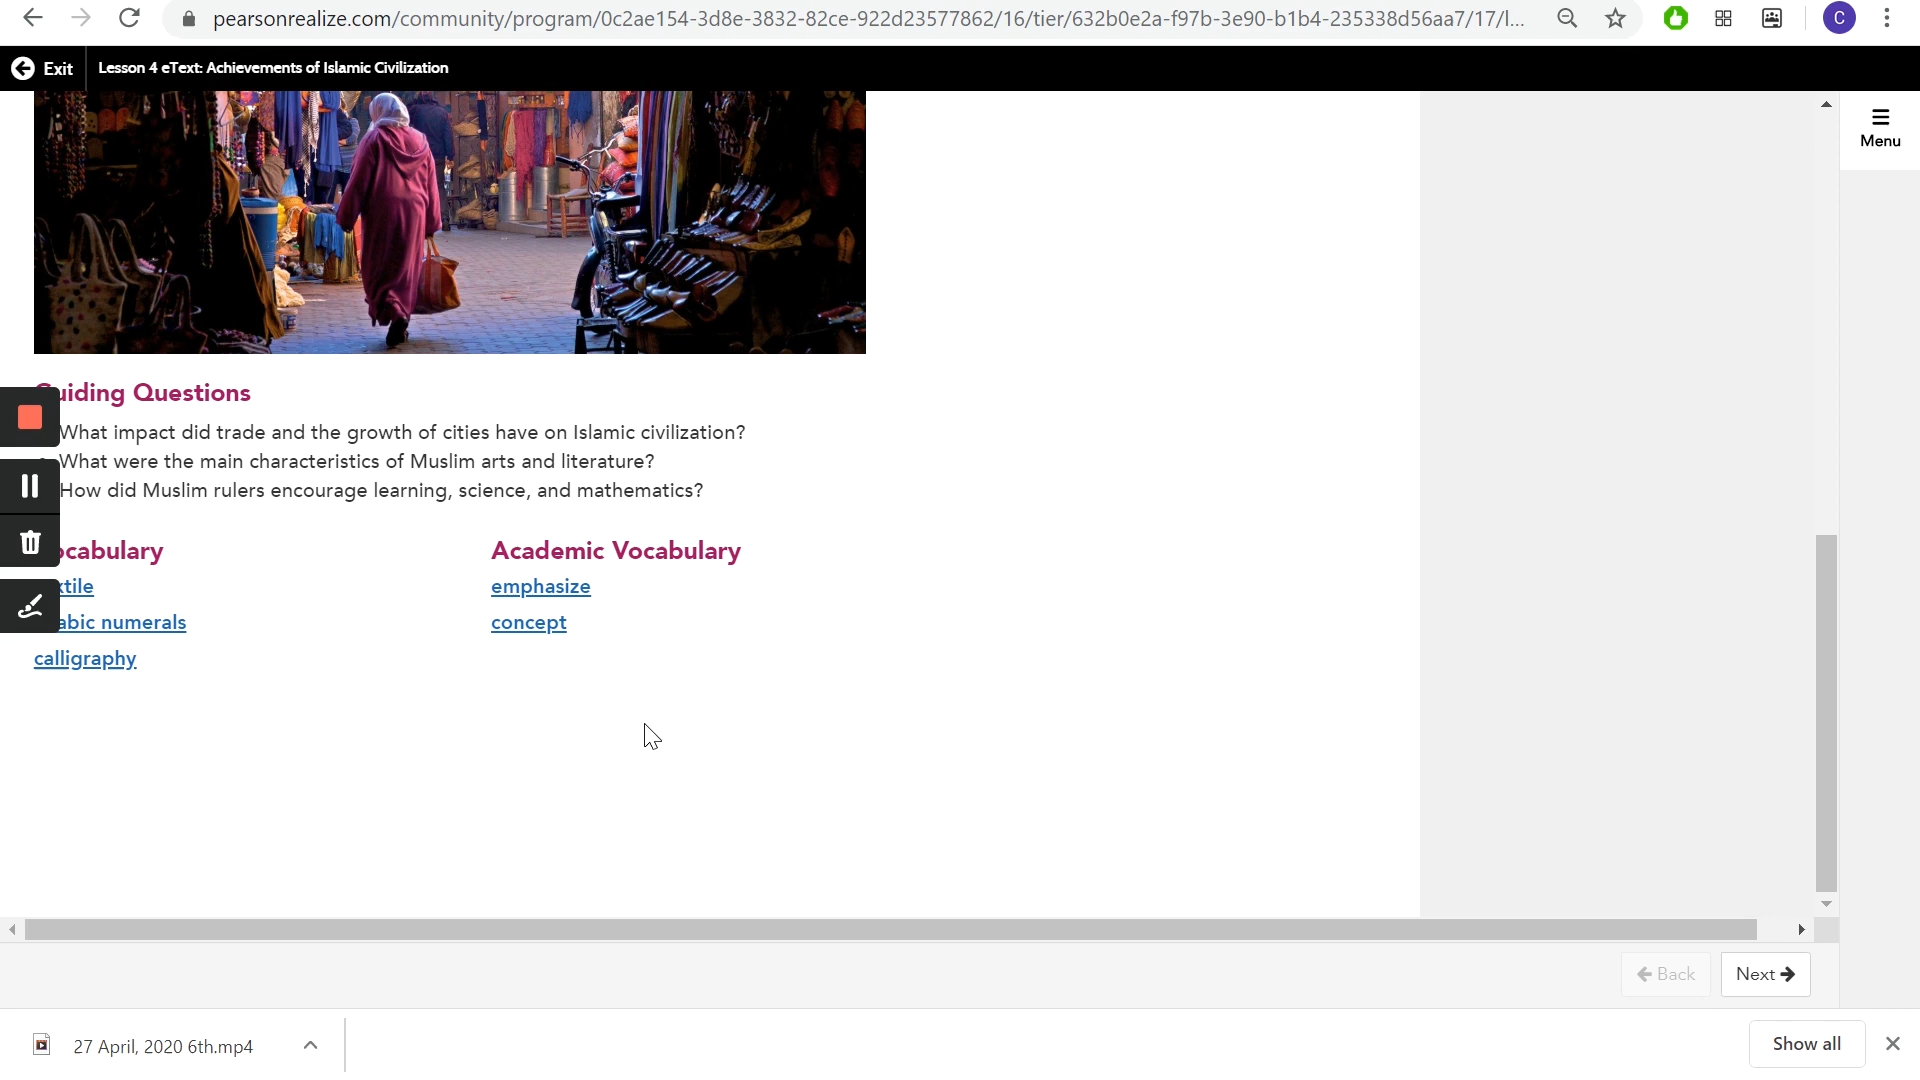 pearsonrealize.com/community/program/0c2ae154-3d8e-3832-82ce-922d23577862/16/tier/632b0e2a-f97b-3e90-b1b4-235338d56aa7/17/l...
C
Exit
Lesson 4 eText: Achievements of Islamic Civilization
Menu
uiding Questions
What impact did trade and the growth of cities have on Islamic civilization?
What were the main characteristics of Muslim arts and literature?
How did Muslim rulers encourage learning, science, and mathematics?
ocabulary
Academic Vocabulary
xtile
emphasize
abic numerals
concept
calligraphy
Back
Next
27 April, 2020 6th.mp4
Show all